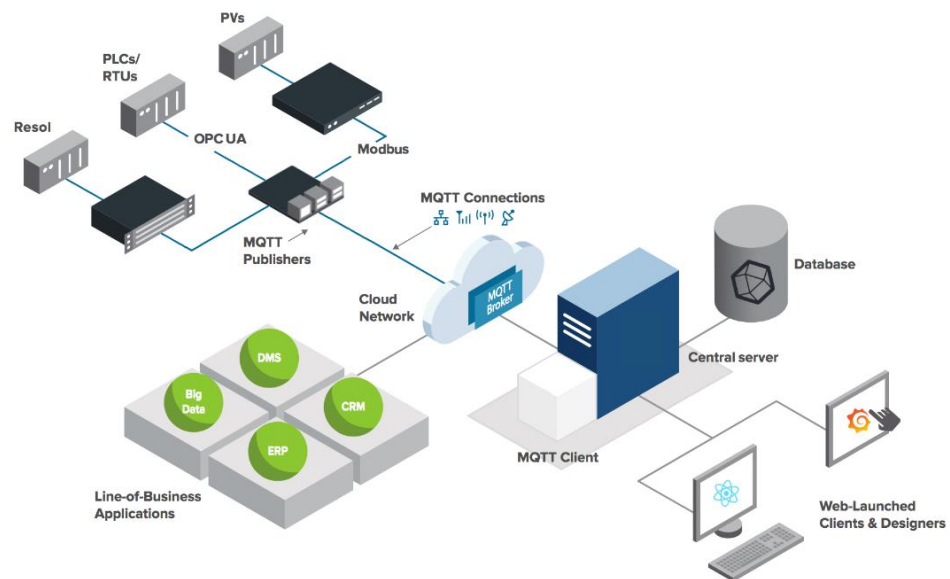 PVs
PLCs/
RTUs
Resol
OPC UA
Modbus
MQTT Connections
MQTT
Publishers
Cloud
Network
MQTT
Broker
Database
Central server
DMS
Big
Data
CRM
ERP
MQTT Client
Line-of-Business
Applications
Web-Launched
Clients & Designers